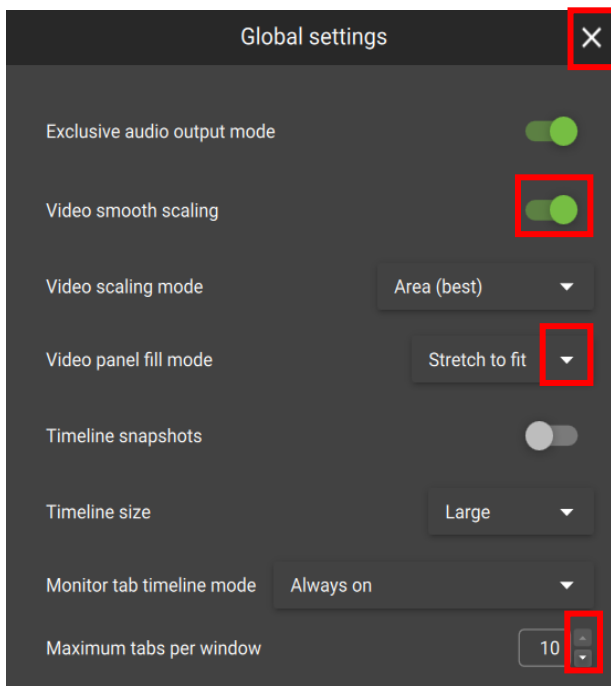 Global settings
Exclusive audio output mode
Video smooth scaling
Video scaling mode Area (best)
Video panel fill mode Stretch to fit
Timeline snapshots
Timeline size Large
Monitor tab timeline mode Always on
Maximum tabs per window 10